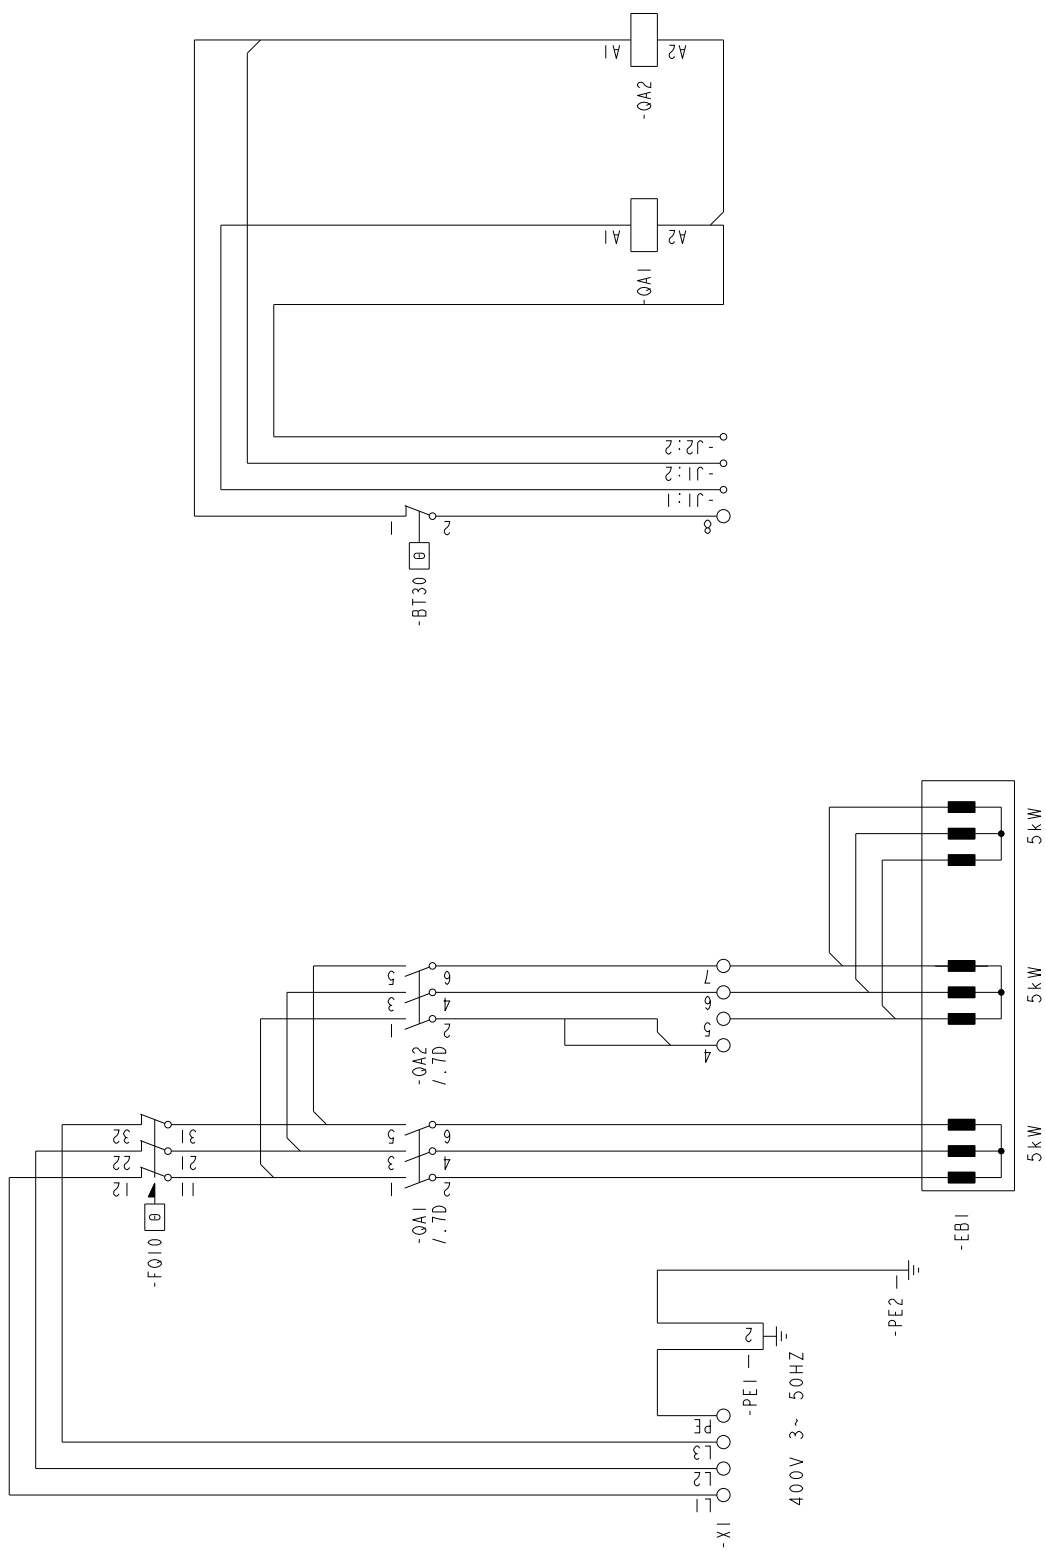 A1
A2
-QA2
A1
A2
-QA1
-J2:2
-J1:2
-J1:1
8
1
2
θ
-BT30
5kW
5
6
7
3
4
6
1
2
5
4
-QA2
/.7D
5kW
32
31
5
6
22
21
3
4
12
11
1
2
5kW
θ
-FQ10
-QA1
/.7D
-EB1
-PE2
2
-PE1
PE
L3
L2
L1
400V 3~ 50HZ
-X1